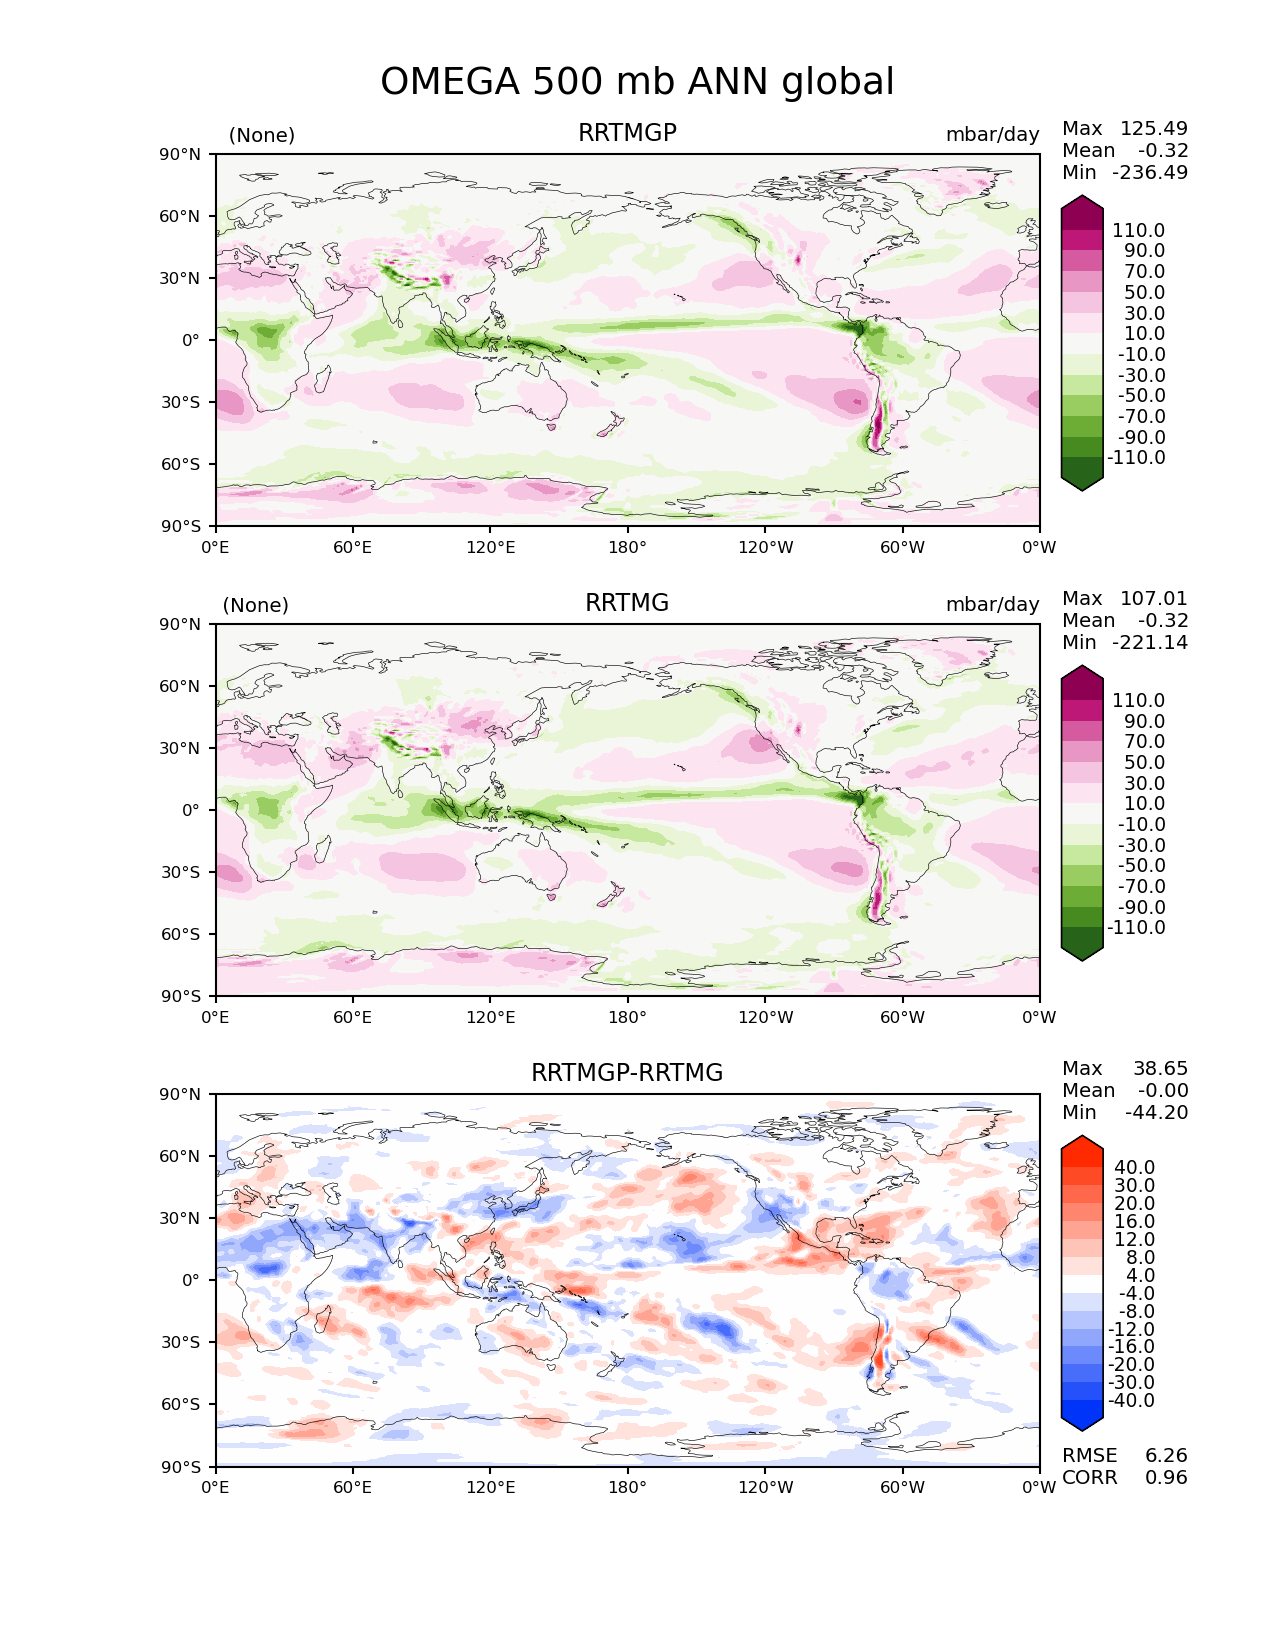 OMEGA 500 mb ANN global
(None) RRTMGP mbar/day
Max 125.49
Mean -0.32
Min -236.49
90°N
60°N
30°N
0°
30°S
60°S
90°S
0°E 60°E 120°E 180° 120°W 60°W 0°W
110.0
90.0
70.0
50.0
30.0
10.0
-10.0
-30.0
-50.0
-70.0
-90.0
-110.0
(None) RRTMG mbar/day
Max 107.01
Mean -0.32
Min -221.14
90°N
60°N
30°N
0°
30°S
60°S
90°S
0°E 60°E 120°E 180° 120°W 60°W 0°W
110.0
90.0
70.0
50.0
30.0
10.0
-10.0
-30.0
-50.0
-70.0
-90.0
-110.0
RRTMGP-RRTMG
Max 38.65
Mean -0.00
Min -44.20
90°N
60°N
30°N
0°
30°S
60°S
90°S
0°E 60°E 120°E 180° 120°W 60°W 0°W
40.0
30.0
20.0
16.0
12.0
8.0
4.0
-4.0
-8.0
-12.0
-16.0
-20.0
-30.0
-40.0
RMSE 6.26
CORR 0.96